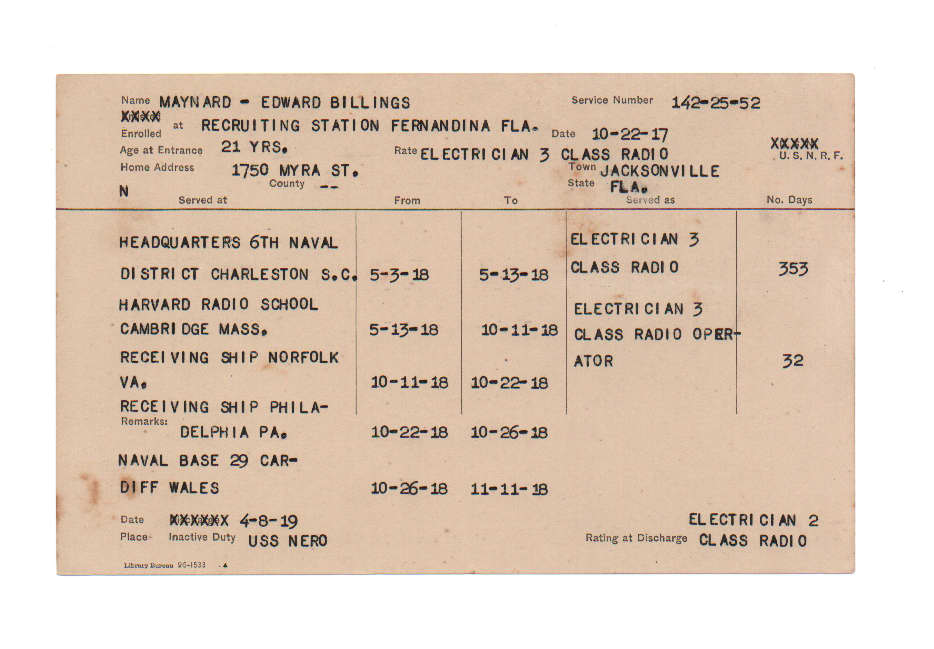 Name MAYNARD - EDWARD BILLINGS Service Number 142-25-52
XXXX
Enrolled at RECRUITING STATION FERNANDINA FLA. Date 10-22-17 XXXXX
Age at Entrance 21 YRS. Rate ELECTRICIAN 3 CLASS RADIO U. S. N. R. F.
Home Address 1750 MYRA ST. Town JACKSONVILLE
N County -- State FLA.
Served at From To Served as No. Days
HEADQUARTERS 6TH NAVAL ELECTRICIAN 3
DISTRICT CHARLESTON S.C. 5-3-18 5-13-18 CLASS RADIO 353
HARVARD RADIO SCHOOL ELECTRICIAN 3
CAMBRIDGE MASS. 5-13-18 10-11-18 CLASS RADIO OPER-
RECEIVING SHIP NORFOLK ATOR 32
VA. 10-11-18 10-22-18
RECEIVING SHIP PHILA-
Remarks: DELPHIA PA. 10-22-18 10-26-18
NAVAL BASE 29 CAR-
DIFF WALES 10-26-18 11-11-18
Date XXXXXX 4-8-19 ELECTRICIAN 2
Place Inactive Duty USS NERO Rating at Discharge CLASS RADIO
Library Bureau 96-1533